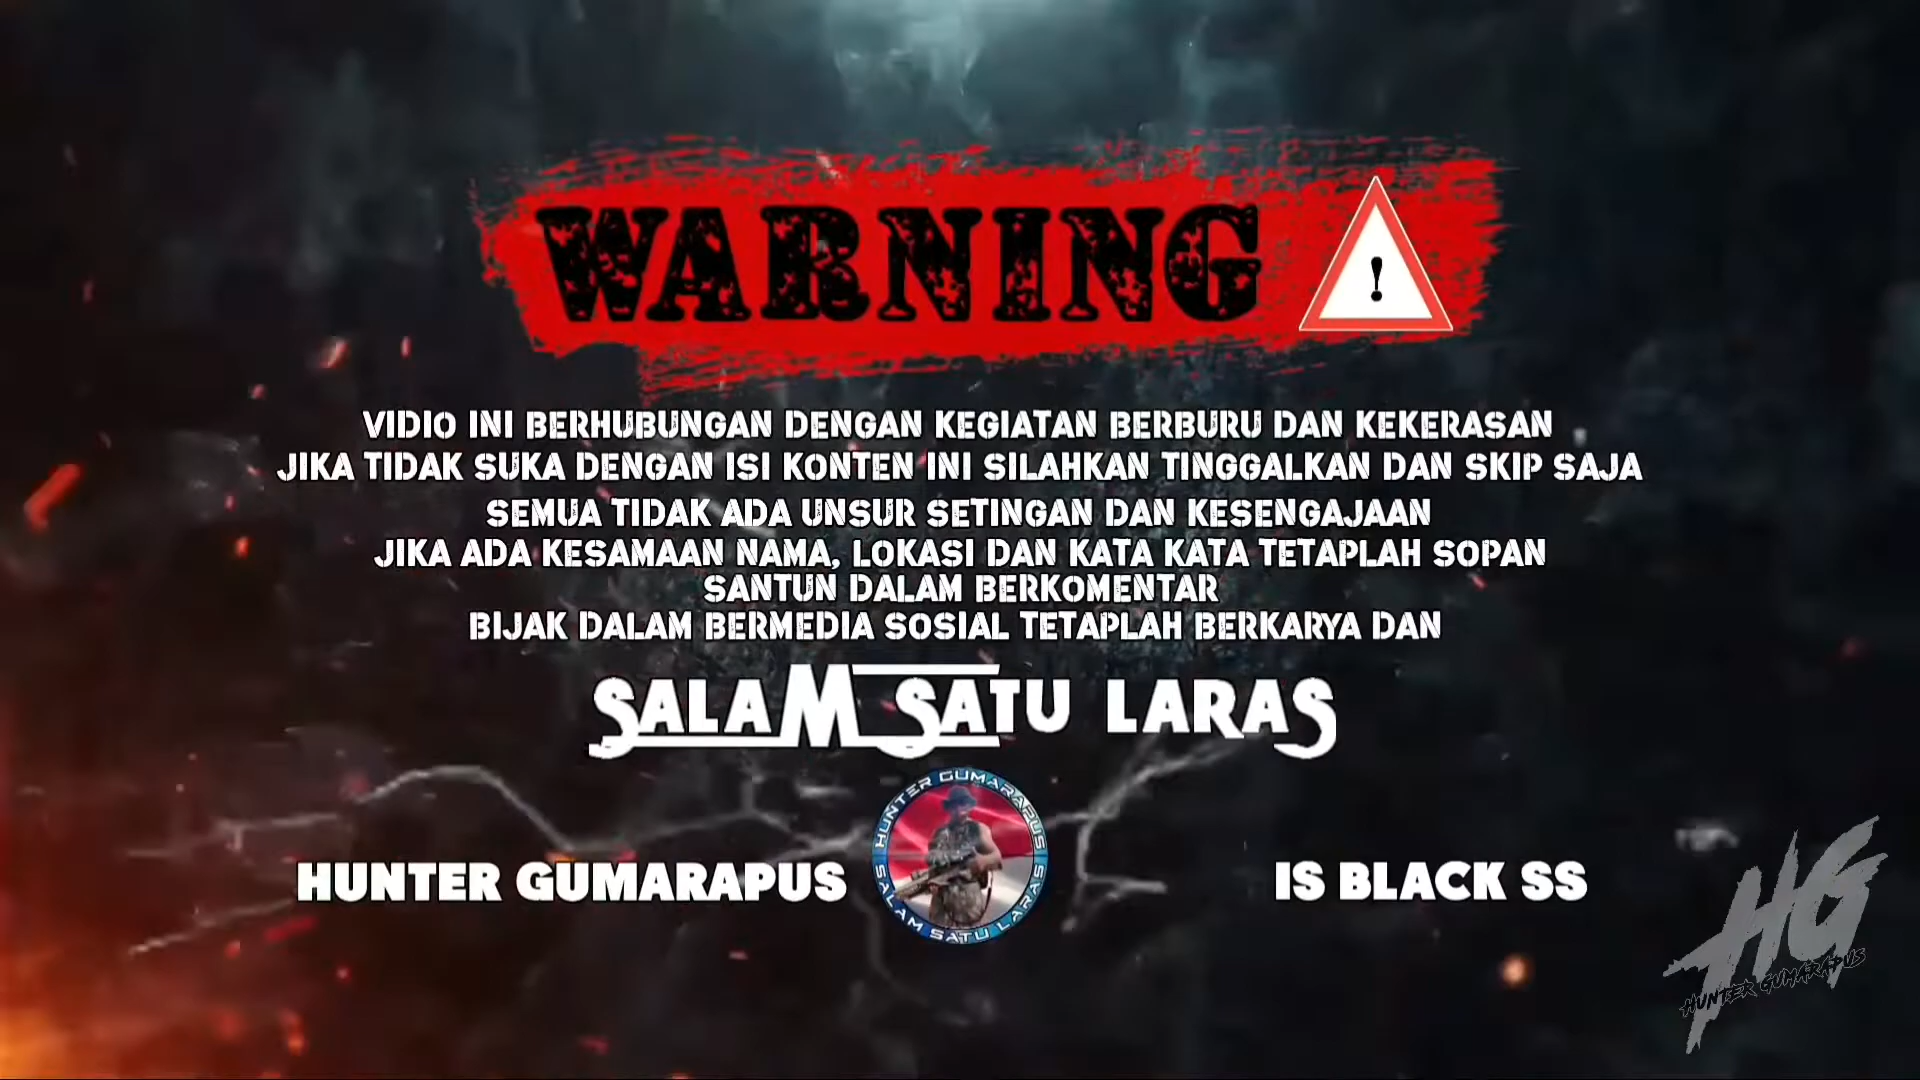 WARNING !
VIDIO INI BERHUBUNGAN DENGAN KEGIATAN BERBURU DAN KEKERASAN
JIKA TIDAK SUKA DENGAN ISI KONTEN INI SILAHKAN TINGGALKAN DAN SKIP SAJA
SEMUA TIDAK ADA UNSUR SETINGAN DAN KESENGAJAAN
JIKA ADA KESAMAAN NAMA, LOKASI DAN KATA KATA TETAPLAH SOPAN
SANTUN DALAM BERKOMENTAR
BIJAK DALAM BERMEDIA SOSIAL TETAPLAH BERKARYA DAN
SALAM SATU LARAS
HUNTER GUMARAPUS
HUNTER GUMARAPUS
SALAM SATU LARAS
IS BLACK SS
HG
HUNTER GUMARAPUS